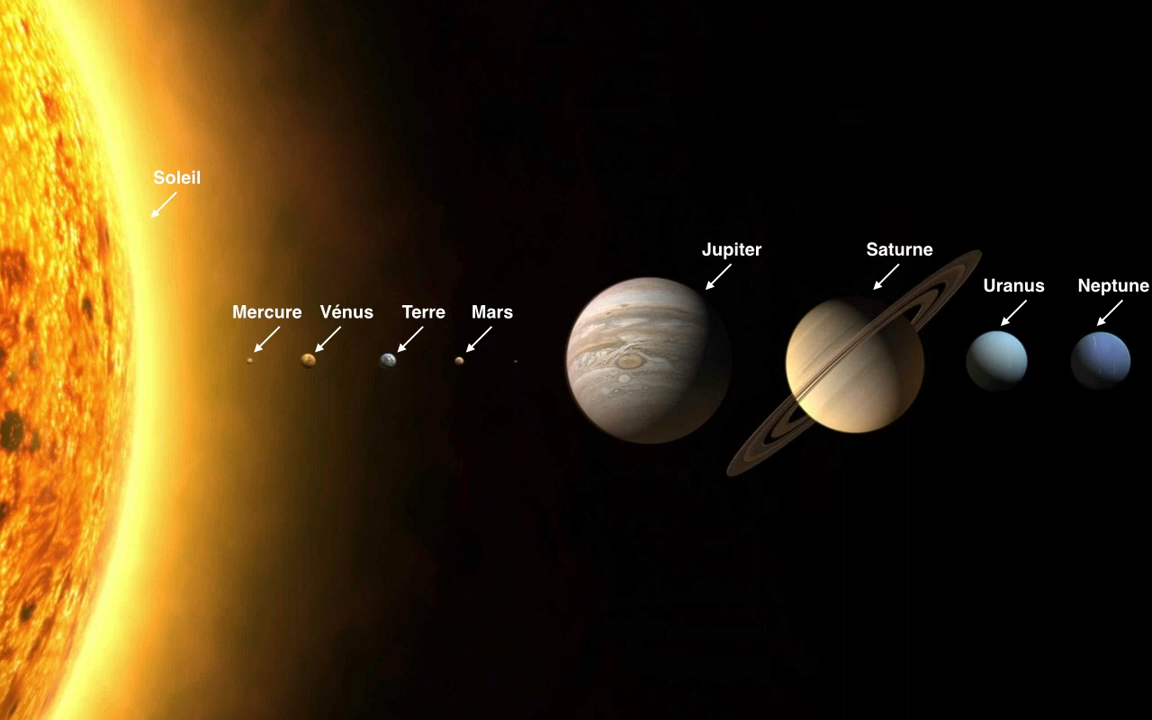 Soleil
Mercure
Vénus
Terre
Mars
Jupiter
Saturne
Uranus
Neptune